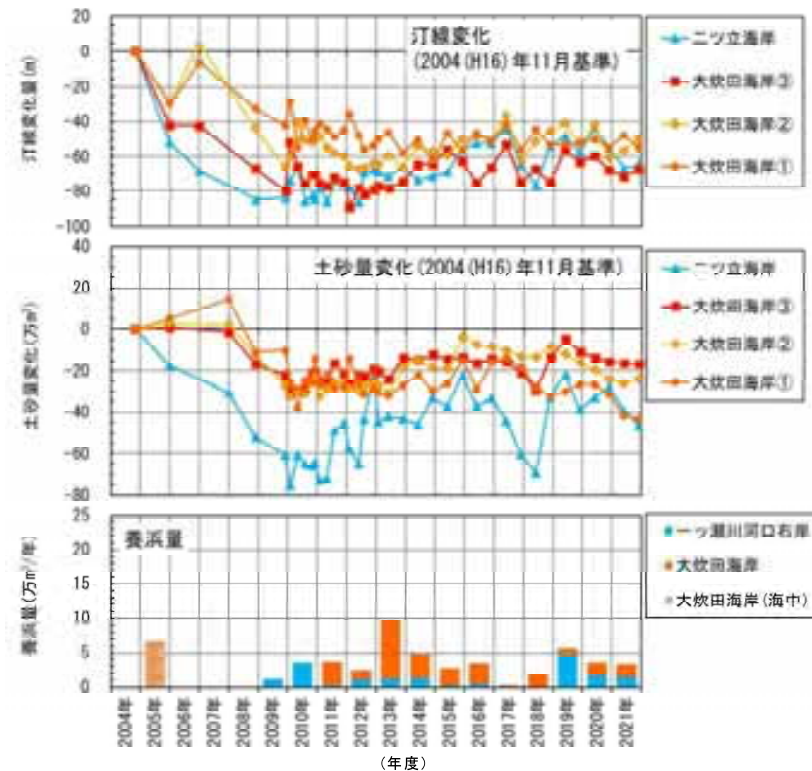 汀線変化
(2004(H16)年11月基準)
汀線変化量(m)
20
0
-20
-40
-60
-80
-100
二ツ立海岸
大炊田海岸③
大炊田海岸②
大炊田海岸①
土砂量変化(2004(H16)年11月基準)
土砂量変化(万m³)
40
20
0
-20
-40
-60
-80
二ツ立海岸
大炊田海岸③
大炊田海岸②
大炊田海岸①
養浜量
養浜量(万m³/年)
25
20
15
10
5
0
一ッ瀬川河口右岸
大炊田海岸
大炊田海岸(海中)
2004年
2005年
2006年
2007年
2008年
2009年
2010年
2011年
2012年
2013年
2014年
2015年
2016年
2017年
2018年
2019年
2020年
2021年
(年度)